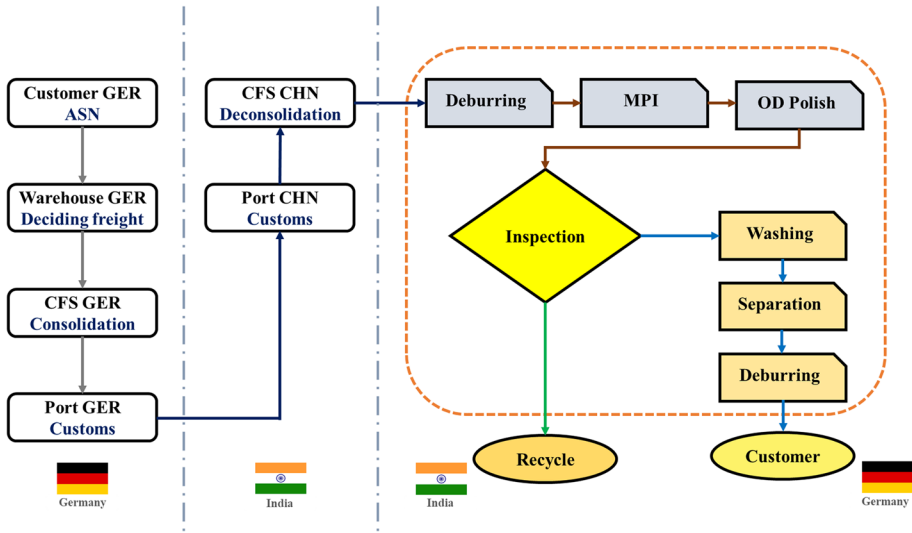 Customer GER
ASN
Warehouse GER
Deciding freight
CFS GER
Consolidation
Port GER
Customs
Germany
CFS CHN
Deconsolidation
Port CHN
Customs
India
Deburring
MPI
OD Polish
Inspection
Washing
Separation
Deburring
Recycle
Customer
India
Germany